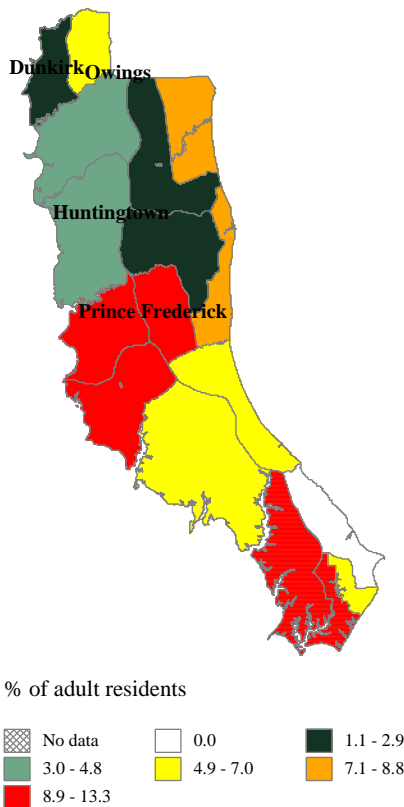 Dunkirk Owings
Huntingtown
Prince Frederick
% of adult residents
No data 0.0 1.1 - 2.9
3.0 - 4.8 4.9 - 7.0 7.1 - 8.8
8.9 - 13.3